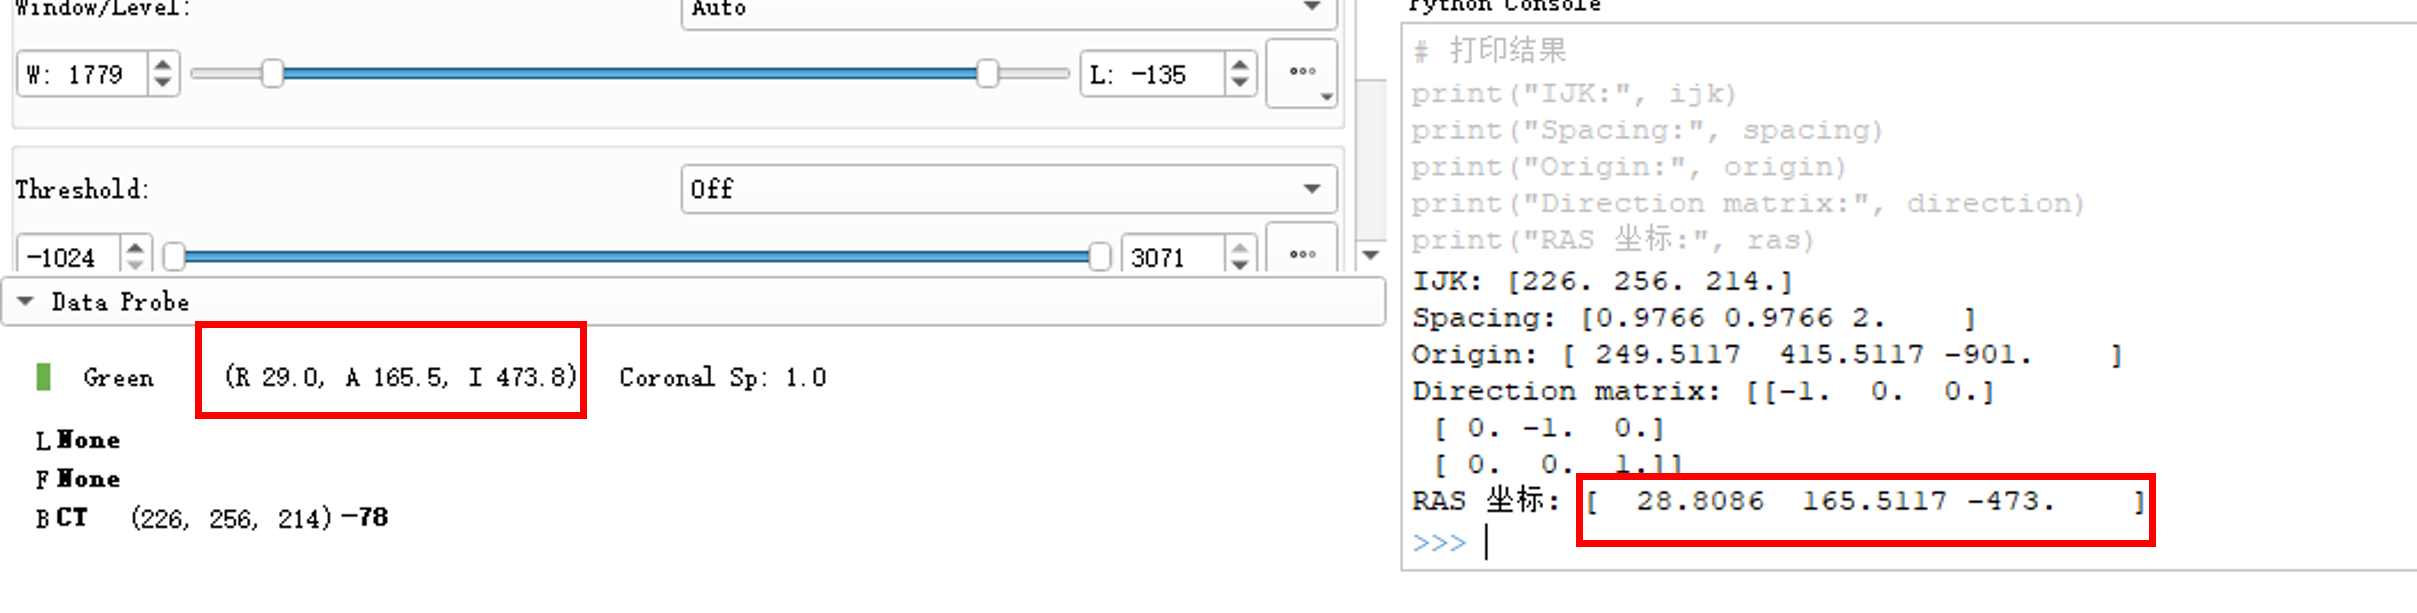 Window/Level:
Auto
W: 1779
L: -135
Threshold:
Off
-1024
3071
Data Probe
Green (R 29.0, A 165.5, I 473.8) Coronal Sp: 1.0
L None
F None
B CT (226, 256, 214) -78
Python Console
# 打印结果
print("IJK:", ijk)
print("Spacing:", spacing)
print("Origin:", origin)
print("Direction matrix:", direction)
print("RAS 坐标:", ras)
IJK: [226. 256. 214.]
Spacing: [0.9766 0.9766 2.    ]
Origin: [ 249.5117  415.5117 -901.    ]
Direction matrix: [[-1.  0.  0.]
 [ 0. -1.  0.]
 [ 0.  0.  1.]]
RAS 坐标: [  28.8086  165.5117 -473.    ]
>>>